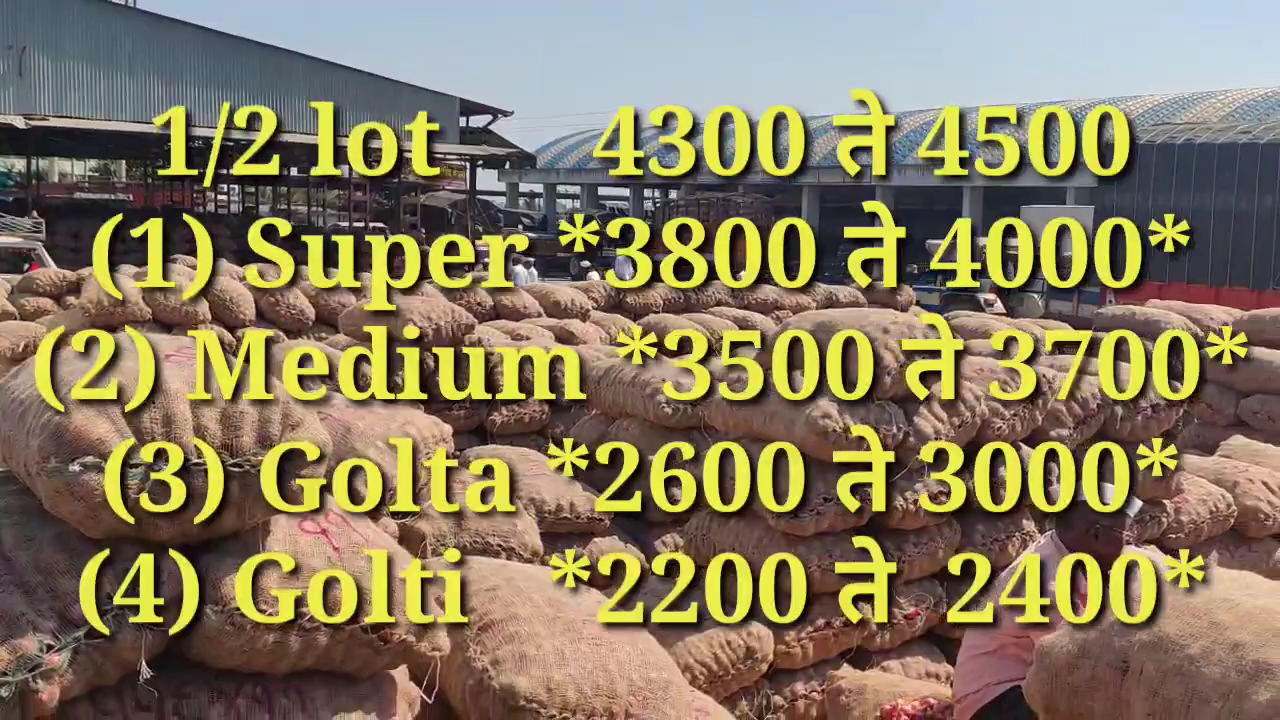 1/2 lot 4300 ते 4500
(1) Super *3800 ते 4000*
(2) Medium *3500 ते 3700*
(3) Golta *2600 ते 3000*
(4) Golti *2200 ते 2400*